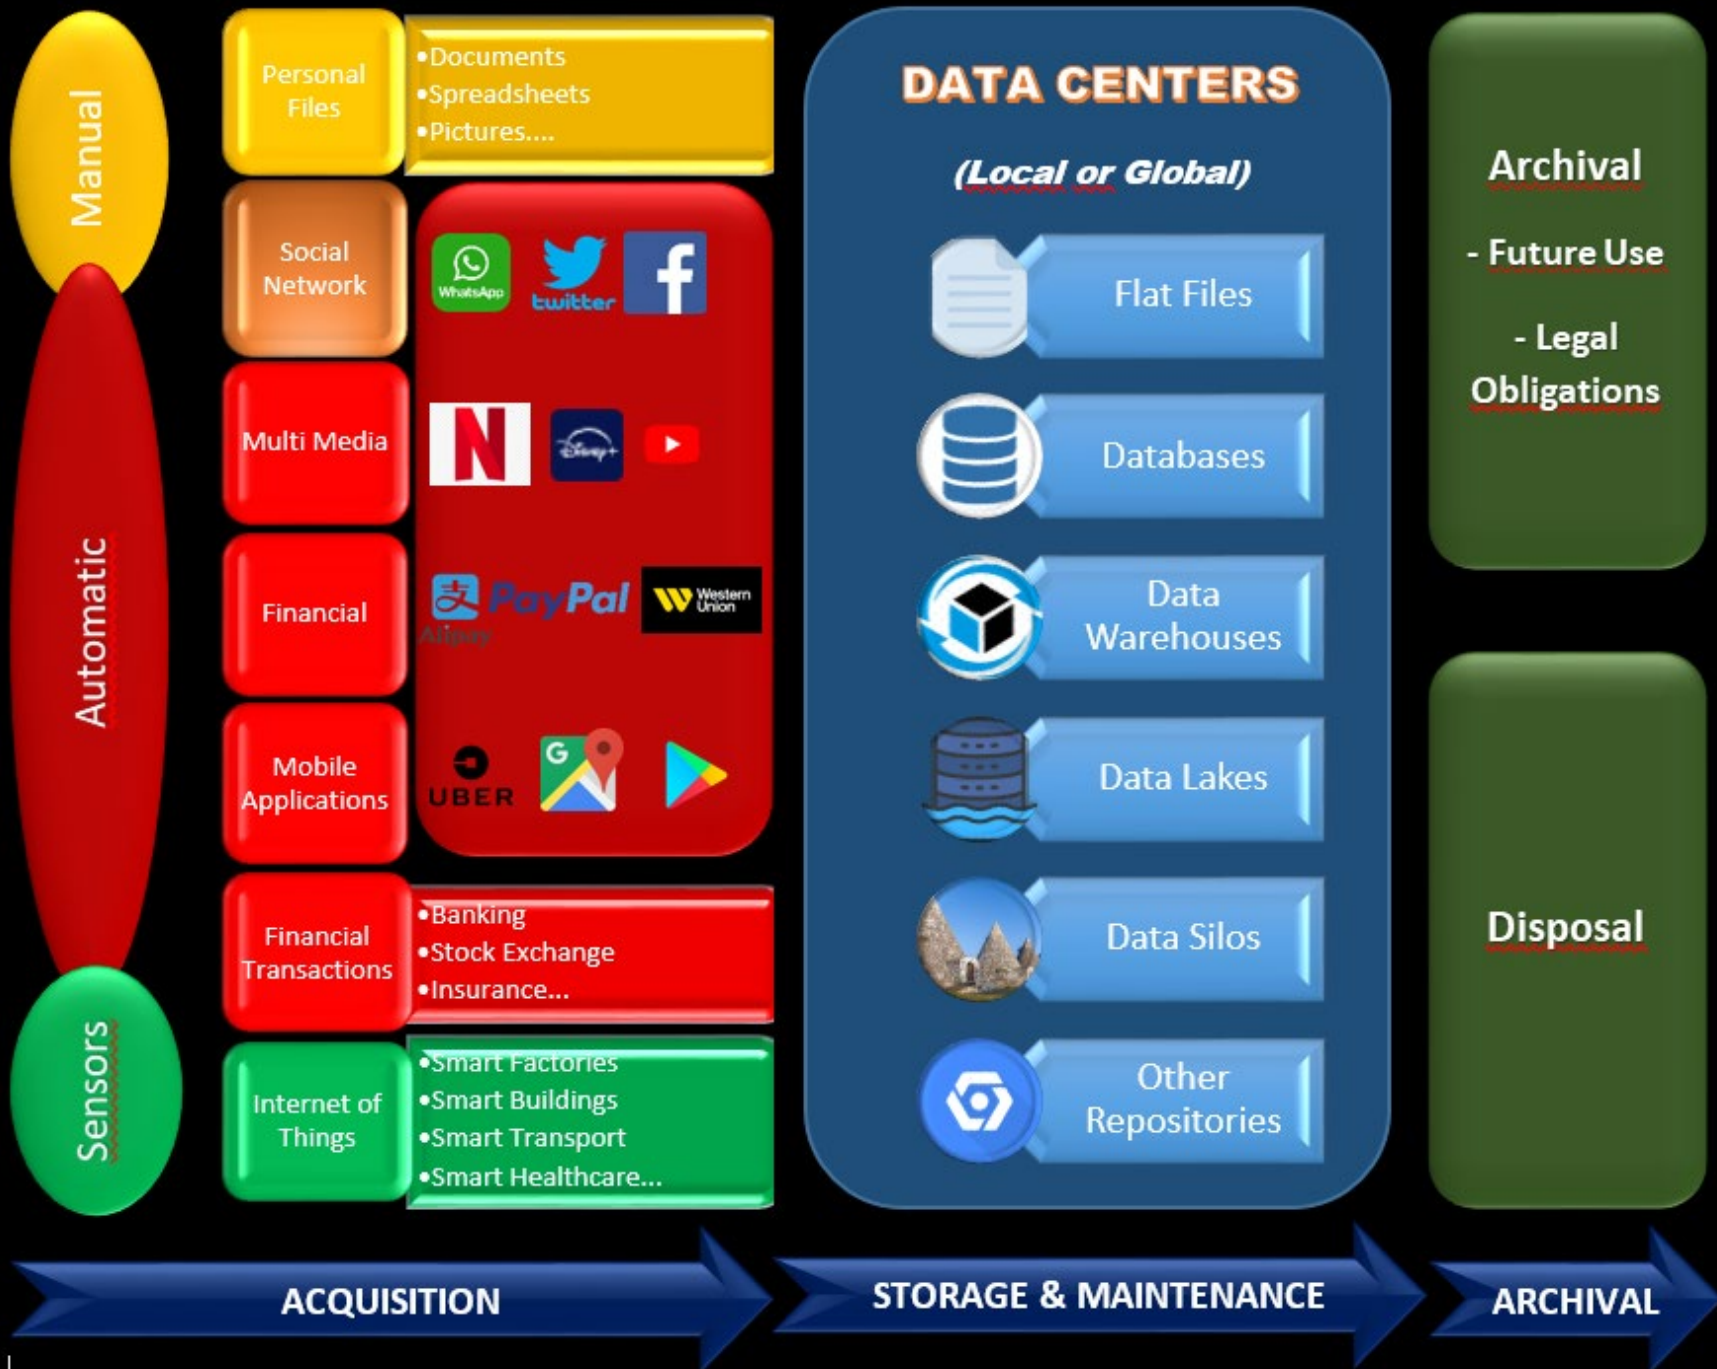 Manual
Automatic
Sensors
Personal
Files
•Documents
•Spreadsheets
•Pictures....
Social
Network
WhatsApp
twitter
Multi Media
N
Disney+
Financial
支
Alipay
PayPal
Western
Union
Mobile
Applications
UBER
G
Financial
Transactions
•Banking
•Stock Exchange
•Insurance...
Internet of
Things
•Smart Factories
•Smart Buildings
•Smart Transport
•Smart Healthcare...
DATA CENTERS
(Local or Global)
Flat Files
Databases
Data
Warehouses
Data Lakes
Data Silos
Other
Repositories
Archival
- Future Use
- Legal
Obligations
Disposal
ACQUISITION
STORAGE & MAINTENANCE
ARCHIVAL